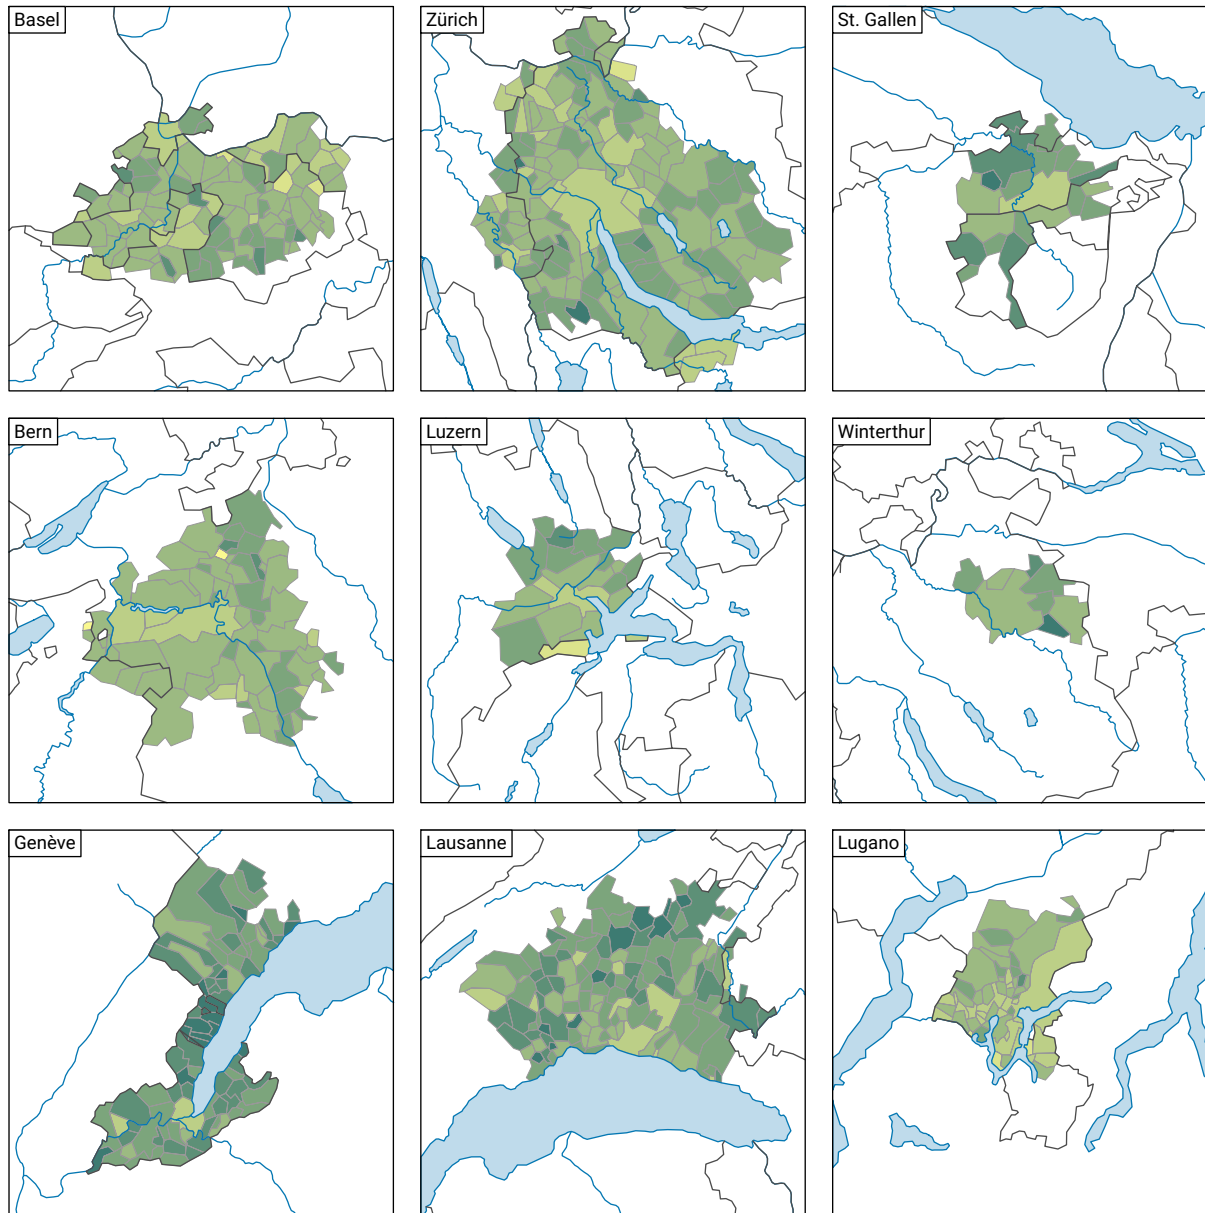 Basel
Zürich
St. Gallen
Bern
Luzern
Winterthur
Genève
Lausanne
Lugano